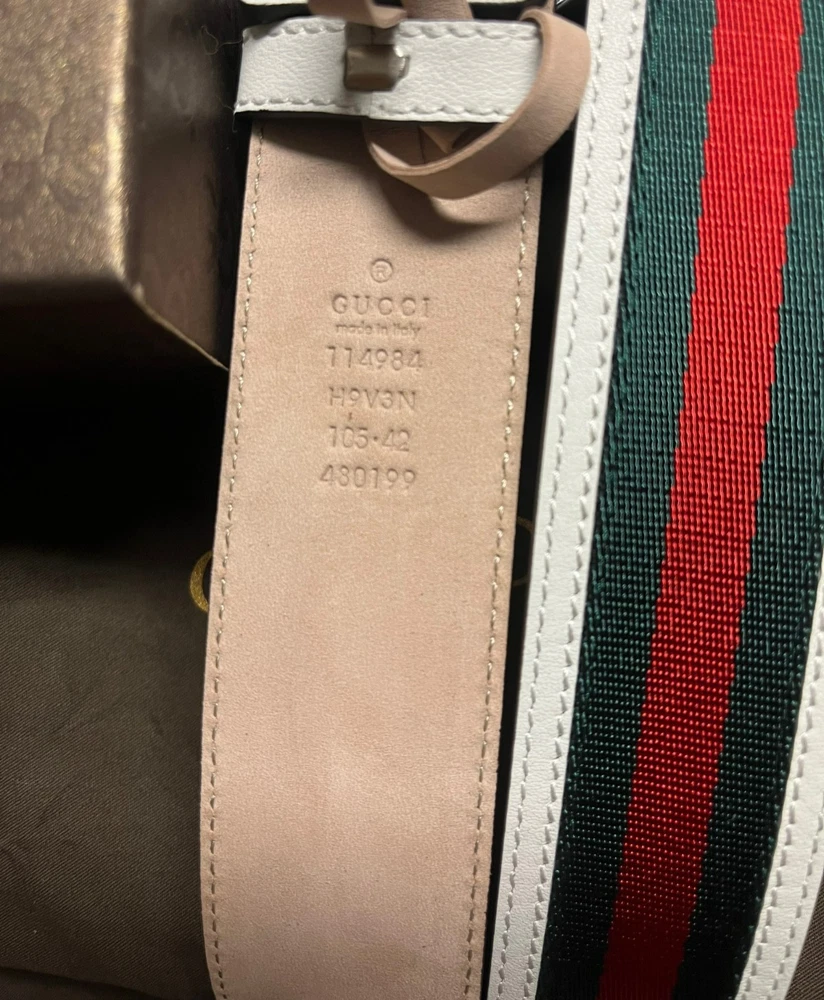 ®
GUCCI
made in italy
114984
H9V3N
105·42
480199